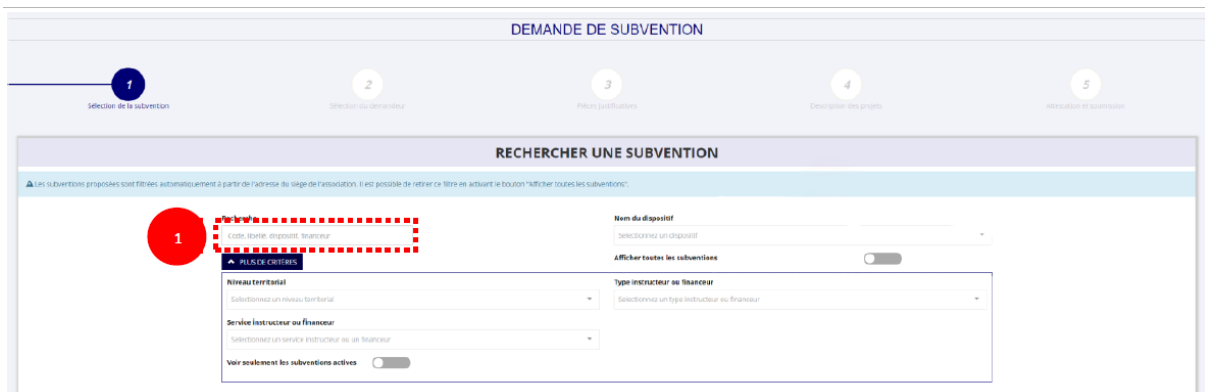 DEMANDE DE SUBVENTION
1
2
3
4
5
Sélection de la subvention
Sélection du demandeur
Pièces justificatives
Description des projets
Attestation et soumission
RECHERCHER UNE SUBVENTION
Les subventions proposées sont filtrées automatiquement à partir de l'adresse du siège de l'association. Il est possible de retirer ce filtre en activant le bouton "Afficher toutes les subventions".
1
Recherche
Code, libellé, dispositif, financeur
Nom du dispositif
Sélectionnez un dispositif
PLUS DE CRITÈRES
Afficher toutes les subventions
Niveau territorial
Sélectionnez un niveau territorial
Type instructeur ou financeur
Sélectionnez un type instructeur ou financeur
Service instructeur ou financeur
Sélectionnez un service instructeur ou un financeur
Voir seulement les subventions actives